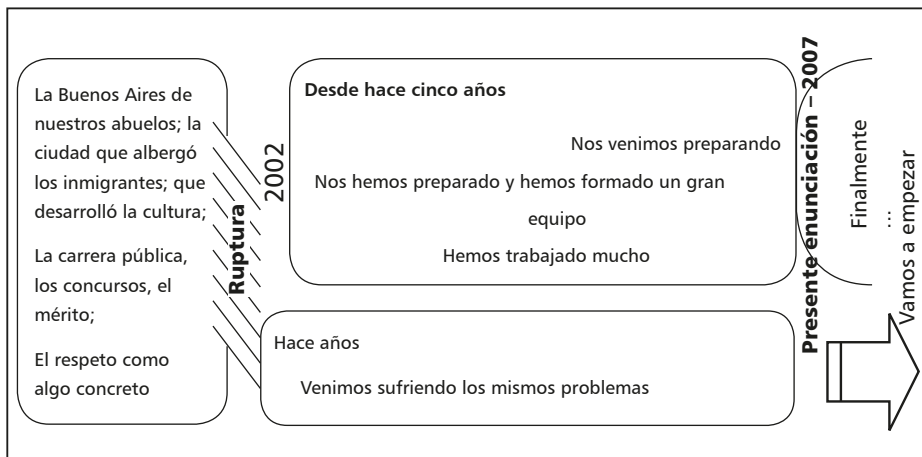 La Buenos Aires de
nuestros abuelos; la
ciudad que albergó
los inmigrantes; que
desarrolló la cultura;
La carrera pública,
los concursos, el
mérito;
El respeto como
algo concreto
Ruptura
2002
Desde hace cinco años
Nos venimos preparando
Nos hemos preparado y hemos formado un gran
equipo
Hemos trabajado mucho
Hace años
Venimos sufriendo los mismos problemas
Presente enunciación – 2007
Finalmente
...
Vamos a empezar